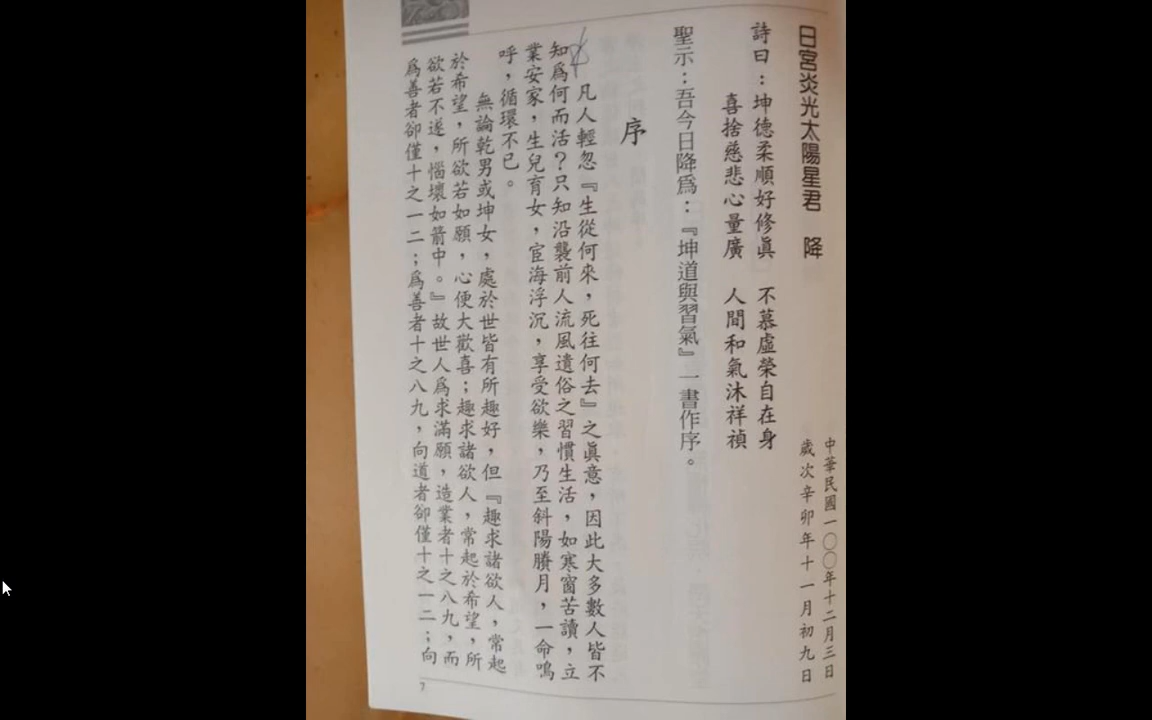 日宮炎光太陽星君　降
中華民國一〇〇年十二月三日
歲次辛卯年十一月初九日
詩曰：坤德柔順好修眞　不慕虛榮自在身
喜捨慈悲心量廣　人間和氣沐祥禎
聖示：吾今日降爲：『坤道與習氣』一書作序。
序
凡人輕忽『生從何來，死往何去』之眞意，因此大多數人皆不
知爲何而活？只知沿襲前人流風遺俗之習慣生活，如寒窗苦讀，立
業安家，生兒育女，宦海浮沉，享受欲樂，乃至斜陽賸月，一命嗚
呼，循環不已。
無論乾男或坤女，處於世皆有所趣好，但『趣求諸欲人，常起
於希望，所欲若如願，心便大歡喜；趣求諸欲人，常起於希望，所
欲若不遂，惱壞如箭中。』故世人爲求滿願，造業者十之八九，而
爲善者卻僅十之一二；爲善者十之八九，向道者卻僅十之一二；向
7